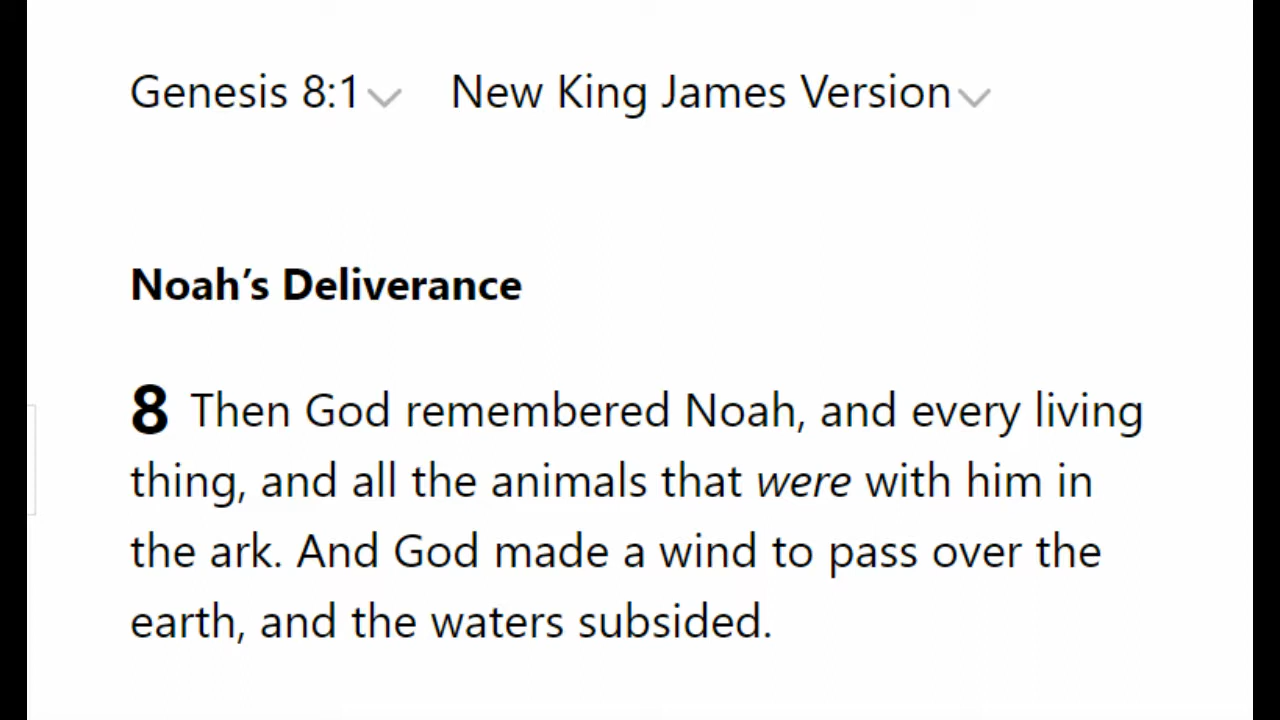 Genesis 8:1 New King James Version
Noah’s Deliverance
8 Then God remembered Noah, and every living
thing, and all the animals that were with him in
the ark. And God made a wind to pass over the
earth, and the waters subsided.